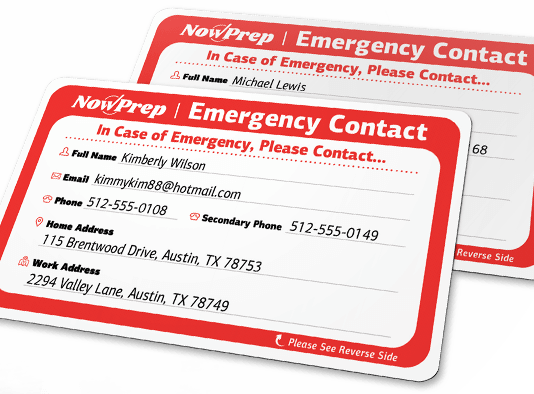 NowPrep | Emergency Contact
In Case of Emergency, Please Contact...
Full Name Michael Lewis
68
Reverse Side
NowPrep | Emergency Contact
In Case of Emergency, Please Contact...
Full Name Kimberly Wilson
Email kimmykim88@hotmail.com
Phone 512-555-0108 Secondary Phone 512-555-0149
Home Address
115 Brentwood Drive, Austin, TX 78753
Work Address
2294 Valley Lane, Austin, TX 78749
Please See Reverse Side